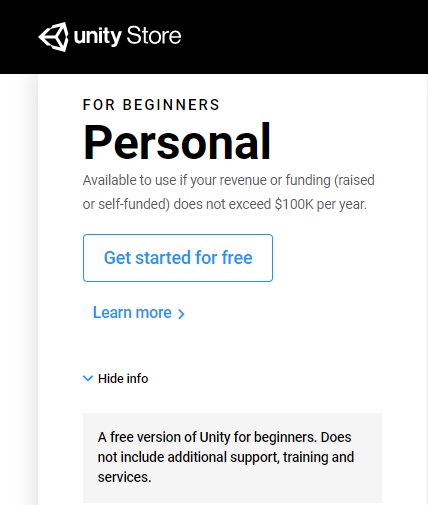 unity Store
FOR BEGINNERS
Personal
Available to use if your revenue or funding (raised
or self-funded) does not exceed $100K per year.
Get started for free
Learn more
Hide info
A free version of Unity for beginners. Does
not include additional support, training and
services.